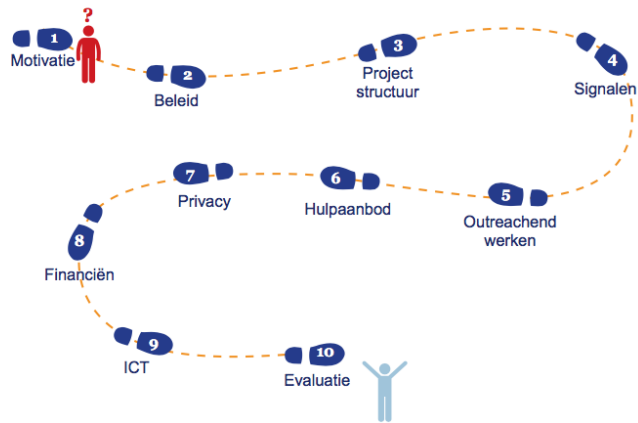 1
?
Motivatie
2
Beleid
3
Project
structuur
4
Signalen
5
Outreachend
werken
6
Hulpaanbod
7
Privacy
8
Financiën
9
ICT
10
Evaluatie